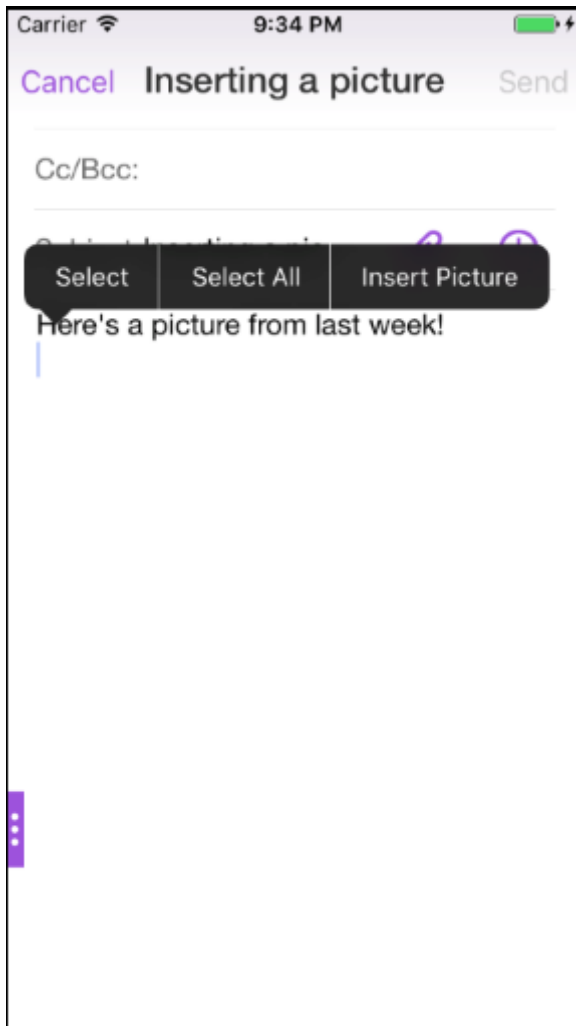 Carrier 9:34 PM
Cancel Inserting a picture Send
Cc/Bcc:
Select Select All Insert Picture
Here's a picture from last week!